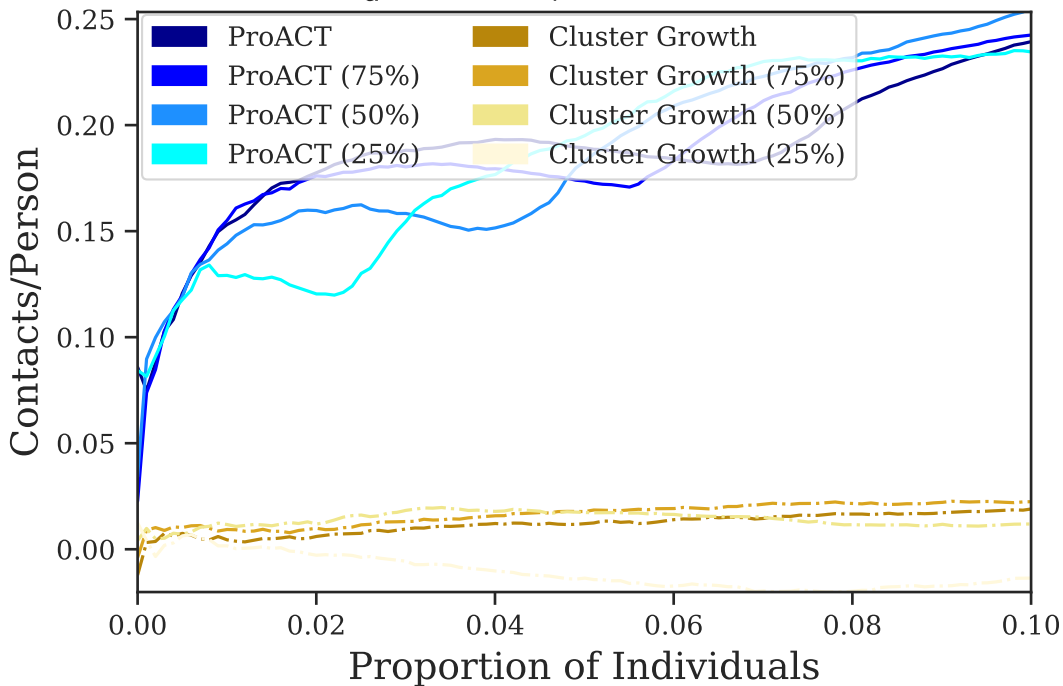 ProACT
ProACT (75%)
ProACT (50%)
ProACT (25%)
Cluster Growth
Cluster Growth (75%)
Cluster Growth (50%)
Cluster Growth (25%)
Contacts/Person
0.25
0.20
0.15
0.10
0.05
0.00
0.00 0.02 0.04 0.06 0.08 0.10
Proportion of Individuals